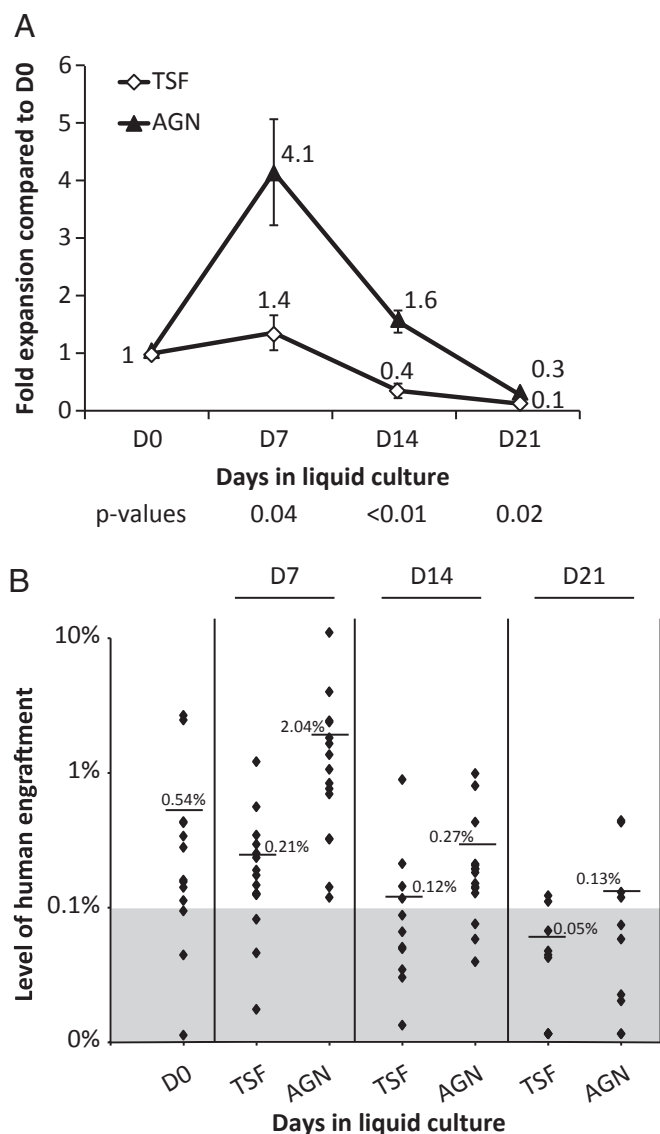 A
6
TSF
5
AGN
4.1
4
3
2
1.4
1.6
1
1
0.4
0.3
0.1
0
Fold expansion compared to D0
D0 D7 D14 D21
Days in liquid culture
p-values 0.04 <0.01 0.02
B
D7 D14 D21
10%
2.04%
1%
0.54%
0.21%
0.27%
0.12%
0.13%
0.1%
0.05%
0%
Level of human engraftment
D0 TSF AGN TSF AGN TSF AGN
Days in liquid culture